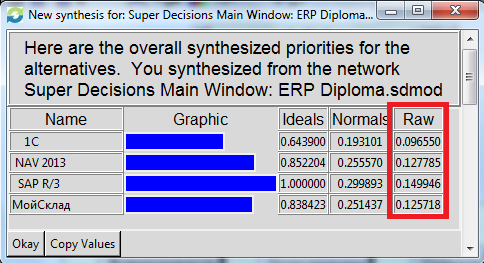 New synthesis for: Super Decisions Main Window: ERP Diploma...
Here are the overall synthesized priorities for the
alternatives. You synthesized from the network
Super Decisions Main Window: ERP Diploma.sdmod
Name Graphic Ideals Normals Raw
1C 0.643900 0.193101 0.096550
NAV 2013 0.852204 0.255570 0.127785
SAP R/3 1.000000 0.299893 0.149946
МойСклад 0.838423 0.251437 0.125718
Okay Copy Values